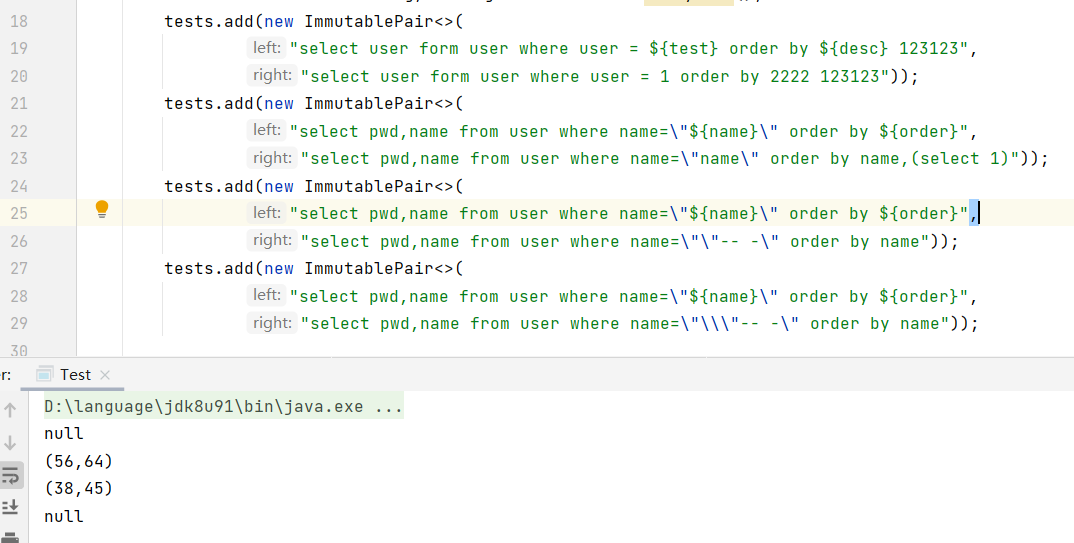 18 tests.add(new ImmutablePair<>(
19 left: "select user form user where user = ${test} order by ${desc} 123123",
20 right: "select user form user where user = 1 order by 2222 123123"));
21 tests.add(new ImmutablePair<>(
22 left: "select pwd,name from user where name=\"${name}\" order by ${order}",
23 right: "select pwd,name from user where name=\"name\" order by name,(select 1)"));
24 tests.add(new ImmutablePair<>(
25 left: "select pwd,name from user where name=\"${name}\" order by ${order}",
26 right: "select pwd,name from user where name=\"\"-- -\" order by name"));
27 tests.add(new ImmutablePair<>(
28 left: "select pwd,name from user where name=\"${name}\" order by ${order}",
29 right: "select pwd,name from user where name=\"\\\"-- -\" order by name"));
30
r: Test ×
D:\language\jdk8u91\bin\java.exe ...
null
(56,64)
(38,45)
null